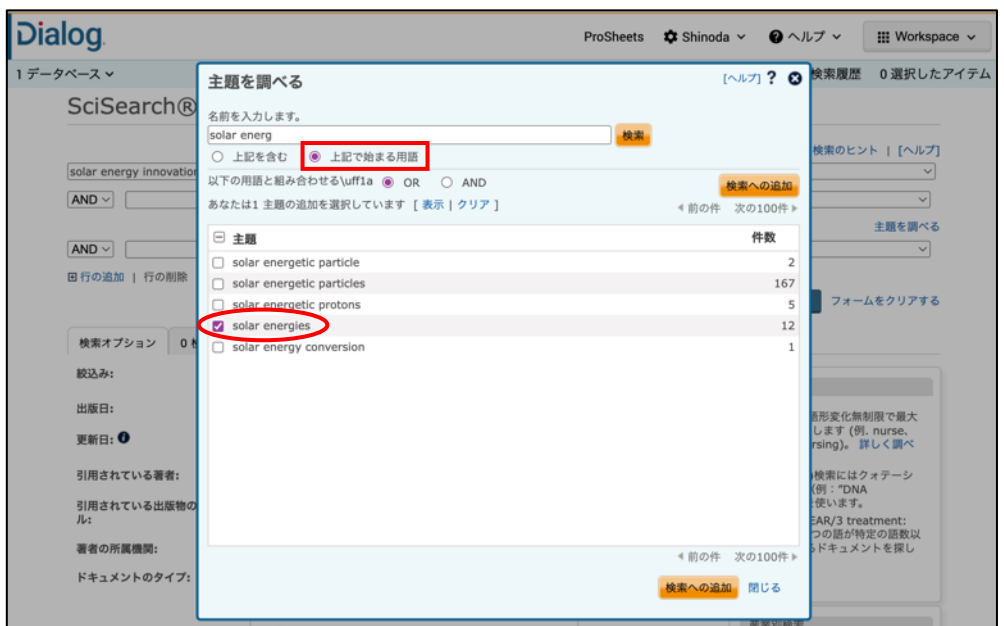 Dialog
ProSheets Shinoda ヘルプ Workspace
1 データベース
検索履歴 0 選択したアイテム
SciSearch®
検索のヒント | [ヘルプ]
solar energy innovation
AND
主題を調べる
AND
行の追加 | 行の削除
フォームをクリアする
検索オプション 0
絞込み:
出版日:
更新日:
引用されている著者:
引用されている出版物の
ル:
著者の所属機関:
ドキュメントのタイプ:
主題を調べる
[ヘルプ] ?
名前を入力します。
solar energ
検索
上記を含む 上記で始まる用語
以下の用語と組み合わせる\uff1a OR AND
検索への追加
あなたは1 主題の追加を選択しています [ 表示 | クリア ]
前の件 次の100件
主題 件数
solar energetic particle 2
solar energetic particles 167
solar energetic protons 5
solar energies 12
solar energy conversion 1
前の件 次の100件
検索への追加 閉じる
語形変化無制限で最大
します (例. nurse、
rsing)。 詳しく調べ
検索にはクォテーシ
(例："DNA
使います。
EAR/3 treatment:
つの語が特定の語数以
ドキュメントを探し
産業別検索